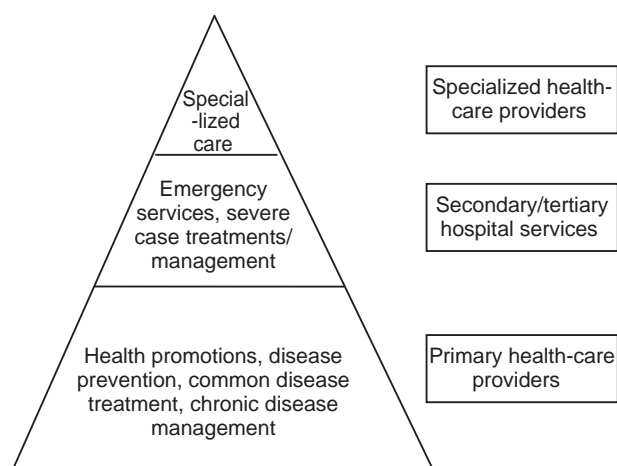 Special
-lized
care
Specialized health-
care providers
Emergency
services, severe
case treatments/
management
Secondary/tertiary
hospital services
Health promotions, disease
prevention, common disease
treatment, chronic disease
management
Primary health-care
providers